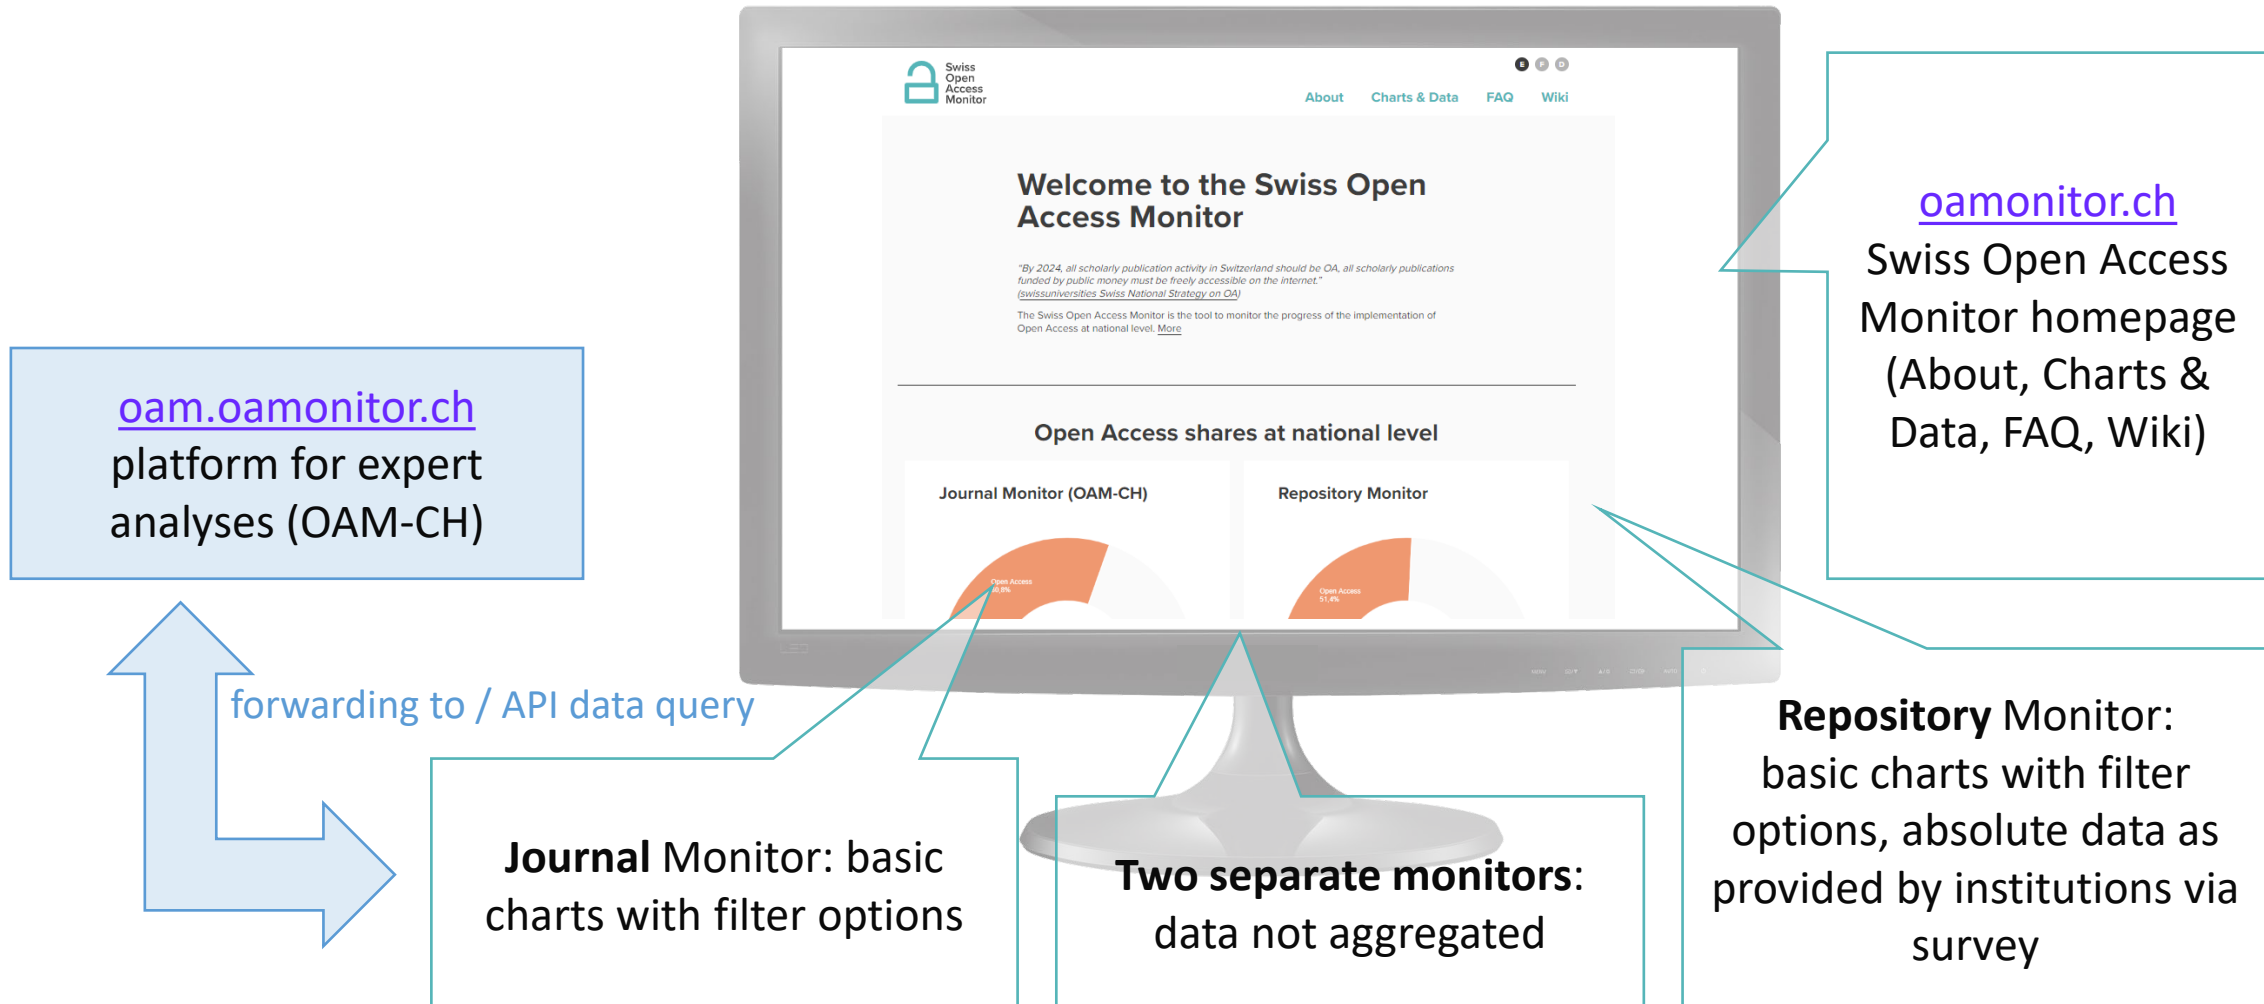 Swiss
Open
Access
Monitor
E F D
About Charts & Data FAQ Wiki
Welcome to the Swiss Open
Access Monitor
"By 2024, all scholarly publication activity in Switzerland should be OA, all scholarly publications
funded by public money must be freely accessible on the internet."
(swissuniversities Swiss National Strategy on OA)
The Swiss Open Access Monitor is the tool to monitor the progress of the implementation of
Open Access at national level. More
Open Access shares at national level
Journal Monitor (OAM-CH)
Repository Monitor
Open Access
Open Access
51,4%
oamonitor.ch
Swiss Open Access
Monitor homepage
(About, Charts &
Data, FAQ, Wiki)
oam.oamonitor.ch
platform for expert
analyses (OAM-CH)
forwarding to / API data query
Journal Monitor: basic
charts with filter options
Two separate monitors:
data not aggregated
Repository Monitor:
basic charts with filter
options, absolute data as
provided by institutions via
survey